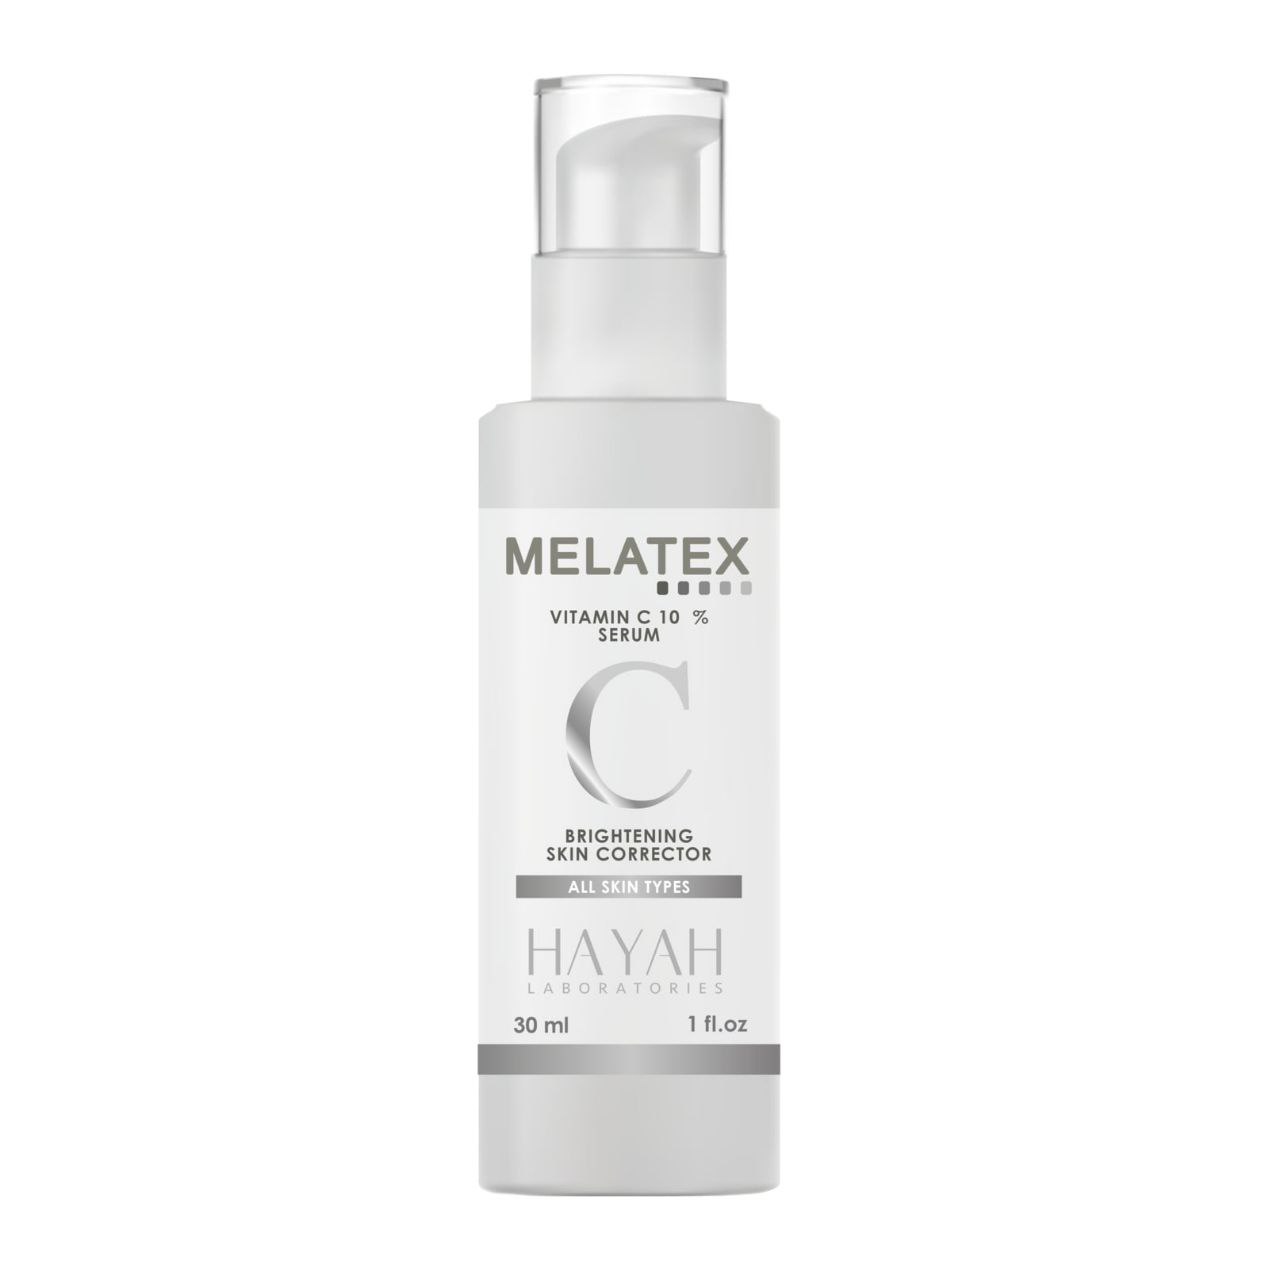 MELATEX
VITAMIN C 10 %
SERUM
C
BRIGHTENING
SKIN CORRECTOR
ALL SKIN TYPES
HAYAH
LABORATORIES
30 ml 1 fl.oz